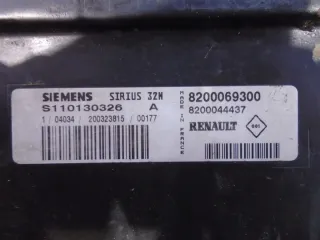 SIEMENS SIRIUS 32N
S110130326 A
1 / 04034 / 200323815 / 00177
MADE IN FRANCE
8200069300
8200044437
RENAULT